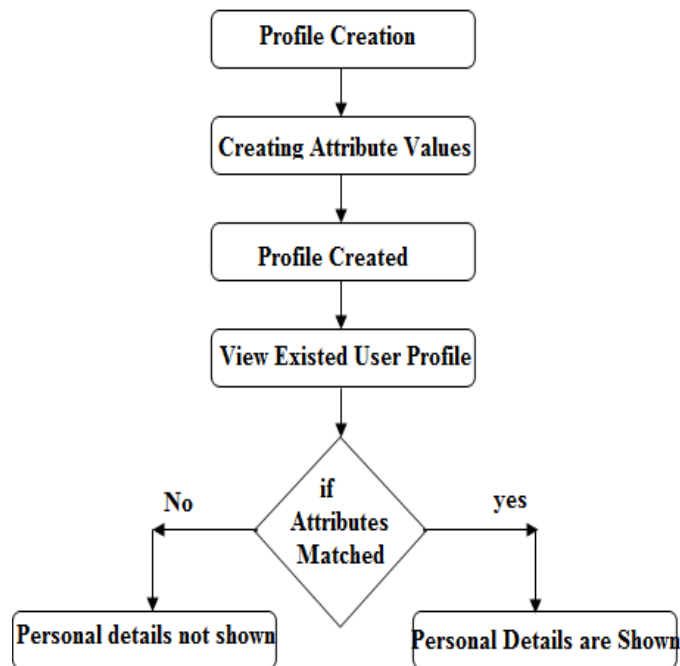 Profile Creation
Creating Attribute Values
Profile Created
View Existed User Profile
if
Attributes
Matched
No
yes
Personal details not shown
Personal Details are Shown